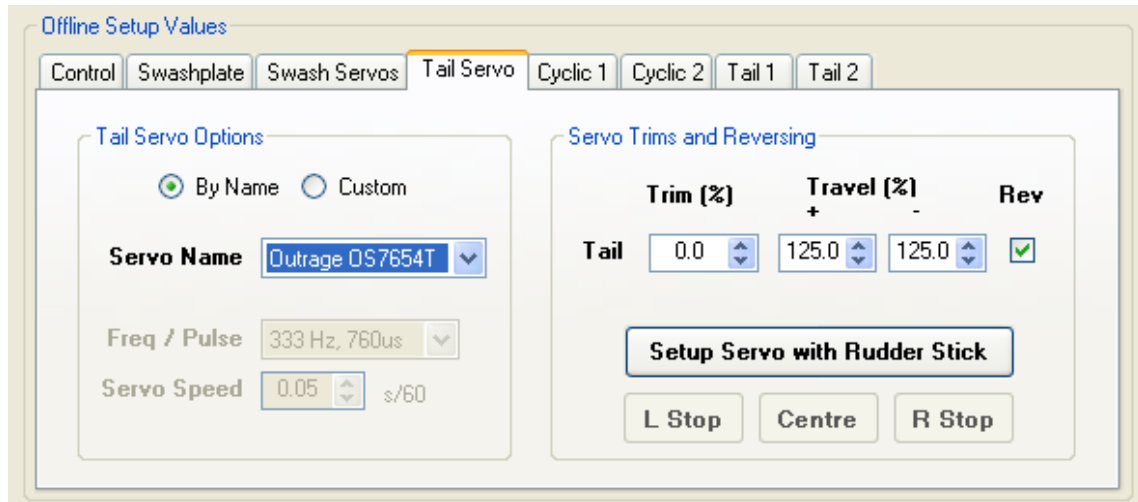 Offline Setup Values
Control Swashplate Swash Servos Tail Servo Cyclic 1 Cyclic 2 Tail 1 Tail 2
Tail Servo Options
By Name Custom
Servo Name Outrage OS7654T
Freq / Pulse 333 Hz, 760us
Servo Speed 0.05 s/60
Servo Trims and Reversing
Trim (%) Travel (%) Rev
+ -
Tail 0.0 125.0 125.0
Setup Servo with Rudder Stick
L Stop Centre R Stop